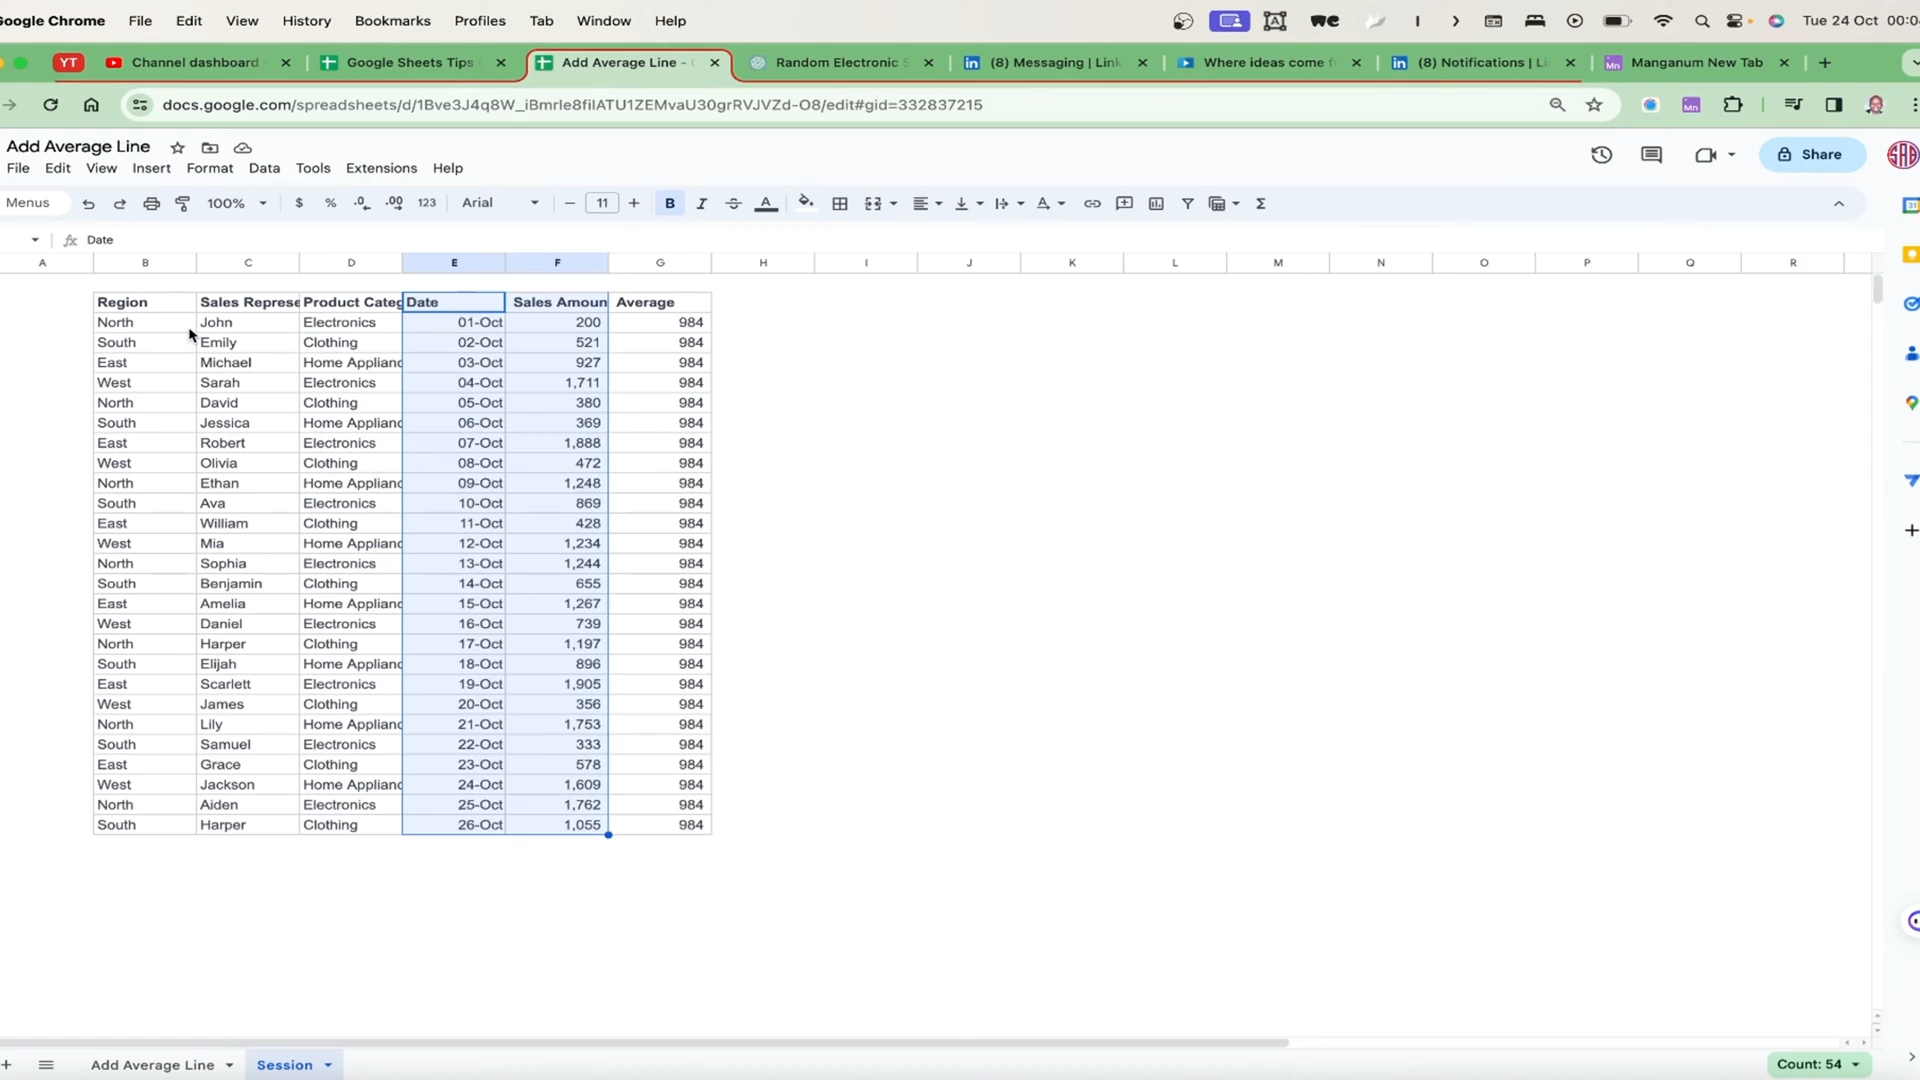 Google Chrome File Edit View History Bookmarks Profiles Tab Window Help Tue 24 Oct
YT Channel dashboard Google Sheets Tips Add Average Line - Random Electronic S (8) Messaging | Link Where ideas come f (8) Notifications | Li Mn Manganum New Tab
docs.google.com/spreadsheets/d/1Bve3J4q8W_iBmrle8filATU1ZEMvaU30grRVJVZd-O8/edit#gid=332837215
Add Average Line
File Edit View Insert Format Data Tools Extensions Help
Share
Menus 100% $ % .0 .00 123 Arial 11 B I
fx Date
A B C D E F G H I J K L M N O P Q R
Region Sales Represe Product Categ Date Sales Amoun Average
North John Electronics 01-Oct 200 984
South Emily Clothing 02-Oct 521 984
East Michael Home Applianc 03-Oct 927 984
West Sarah Electronics 04-Oct 1,711 984
North David Clothing 05-Oct 380 984
South Jessica Home Applianc 06-Oct 369 984
East Robert Electronics 07-Oct 1,888 984
West Olivia Clothing 08-Oct 472 984
North Ethan Home Applianc 09-Oct 1,248 984
South Ava Electronics 10-Oct 869 984
East William Clothing 11-Oct 428 984
West Mia Home Applianc 12-Oct 1,234 984
North Sophia Electronics 13-Oct 1,244 984
South Benjamin Clothing 14-Oct 655 984
East Amelia Home Applianc 15-Oct 1,267 984
West Daniel Electronics 16-Oct 739 984
North Harper Clothing 17-Oct 1,197 984
South Elijah Home Applianc 18-Oct 896 984
East Scarlett Electronics 19-Oct 1,905 984
West James Clothing 20-Oct 356 984
North Lily Home Applianc 21-Oct 1,753 984
South Samuel Electronics 22-Oct 333 984
East Grace Clothing 23-Oct 578 984
West Jackson Home Applianc 24-Oct 1,609 984
North Aiden Electronics 25-Oct 1,762 984
South Harper Clothing 26-Oct 1,055 984
Add Average Line Session Count: 54